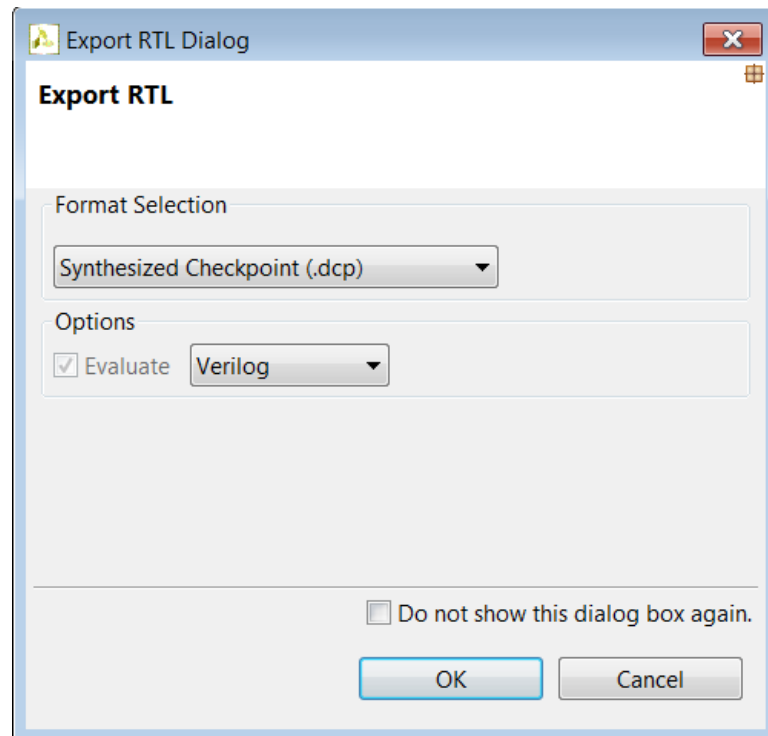 Export RTL Dialog
Export RTL
Format Selection
Synthesized Checkpoint (.dcp)
Options
Evaluate Verilog
Do not show this dialog box again.
OK Cancel